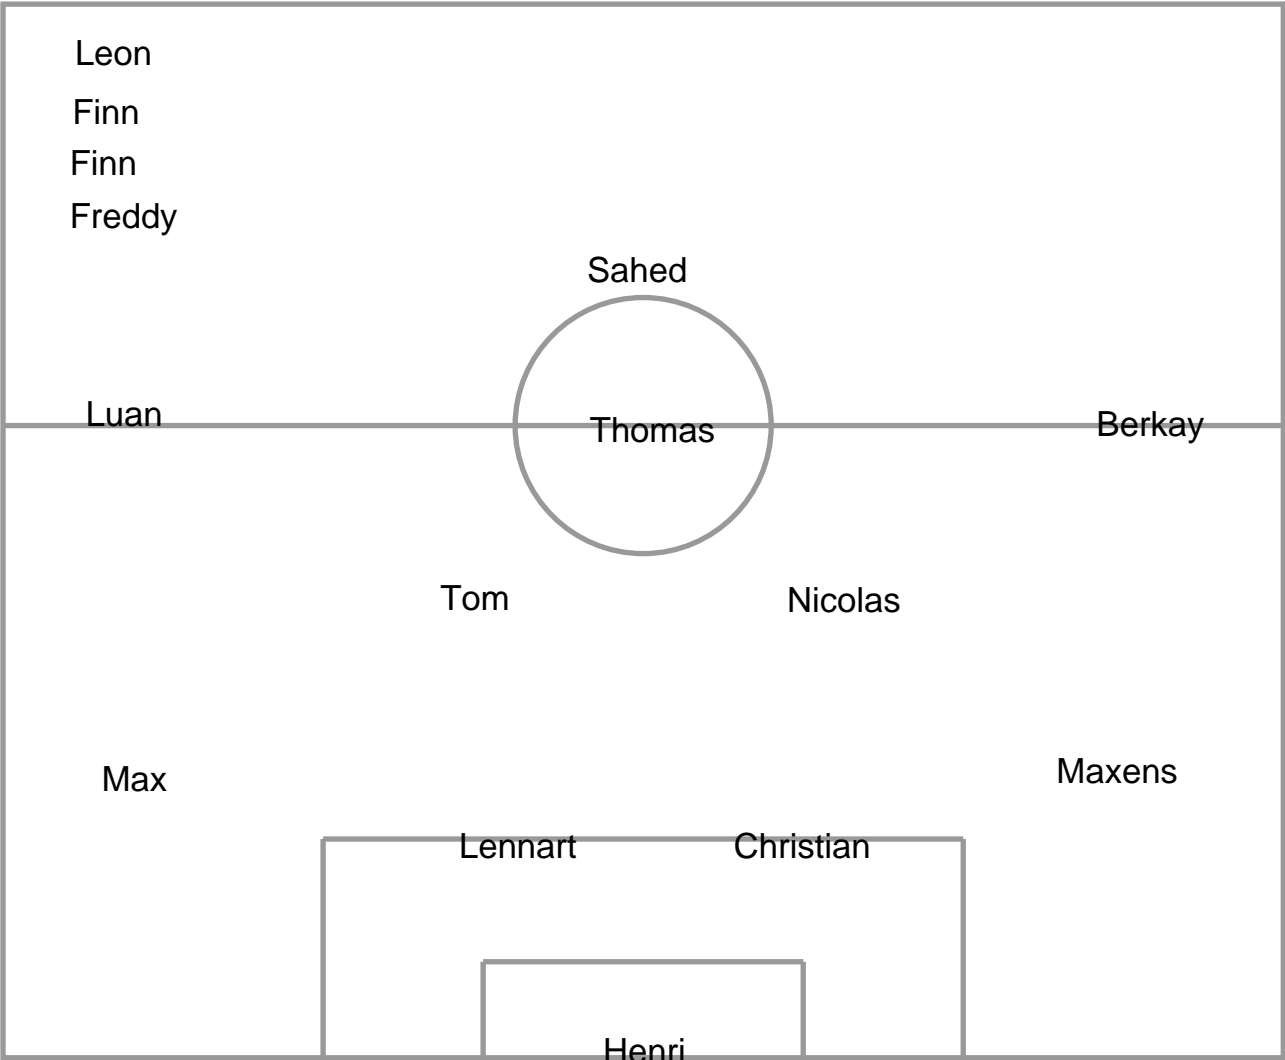 Leon
Finn
Finn
Freddy
Sahed
Luan Thomas Berkay
Tom Nicolas
Max Maxens
Lennart Christian
Henri